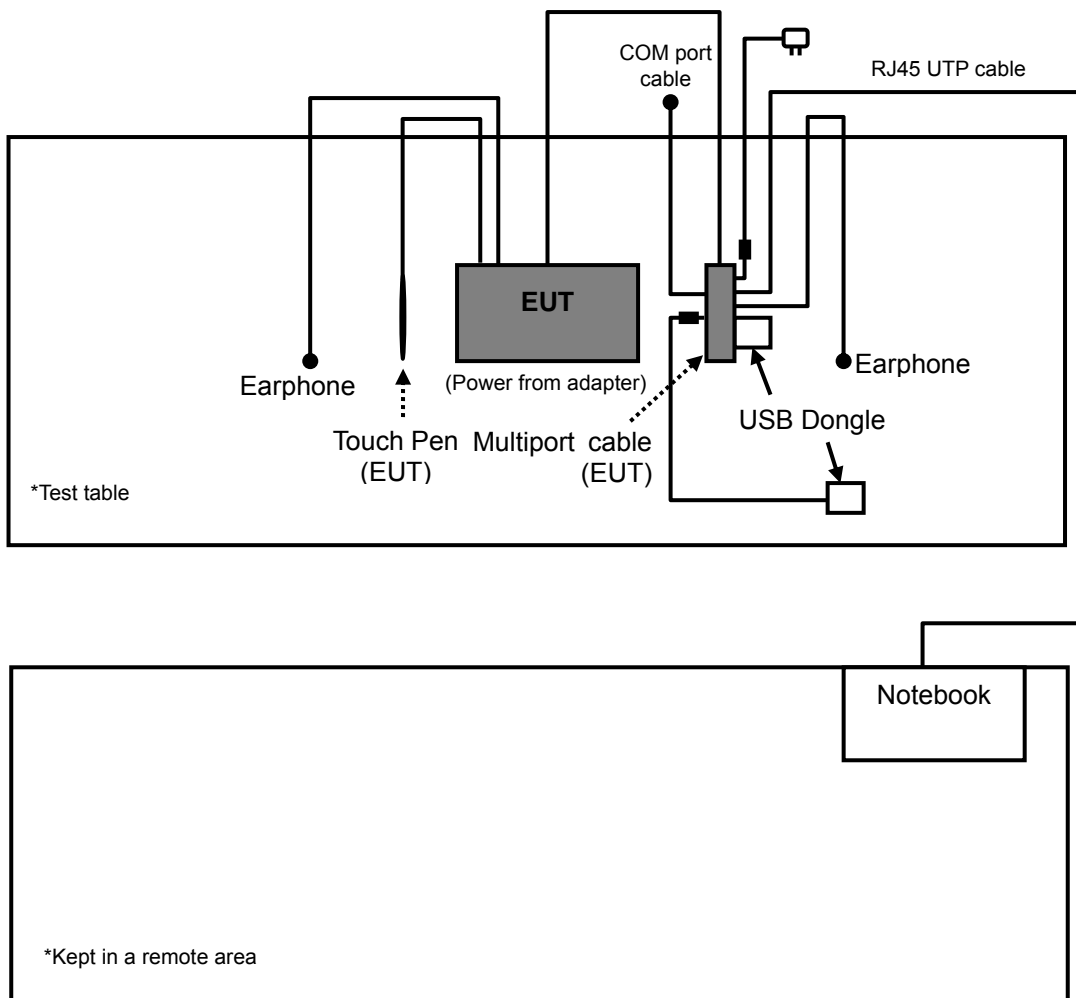 COM port
cable
RJ45 UTP cable
EUT
Earphone
(Power from adapter)
Earphone
Touch Pen
(EUT)
Multiport cable
(EUT)
USB Dongle
*Test table
Notebook
*Kept in a remote area